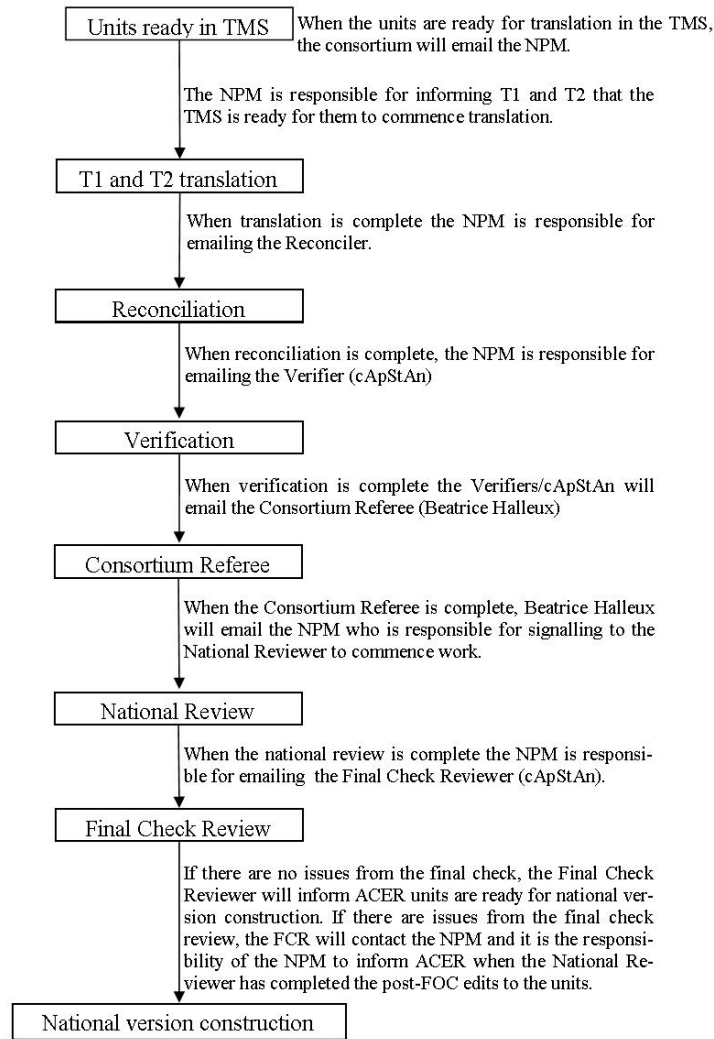 Units ready in TMS
When the units are ready for translation in the TMS,
the consortium will email the NPM.
The NPM is responsible for informing T1 and T2 that the
TMS is ready for them to commence translation.
T1 and T2 translation
When translation is complete the NPM is responsible for
emailing the Reconciler.
Reconciliation
When reconciliation is complete, the NPM is responsible for
emailing the Verifier (cApStAn)
Verification
When verification is complete the Verifiers/cApStAn will
email the Consortium Referee (Beatrice Halleux)
Consortium Referee
When the Consortium Referee is complete, Beatrice Halleux
will email the NPM who is responsible for signalling to the
National Reviewer to commence work.
National Review
When the national review is complete the NPM is responsi-
ble for emailing the Final Check Reviewer (cApStAn).
Final Check Review
If there are no issues from the final check, the Final Check
Reviewer will inform ACER units are ready for national ver-
sion construction. If there are issues from the final check
review, the FCR will contact the NPM and it is the responsi-
bility of the NPM to inform ACER when the National Re-
viewer has completed the post-FOC edits to the units.
National version construction